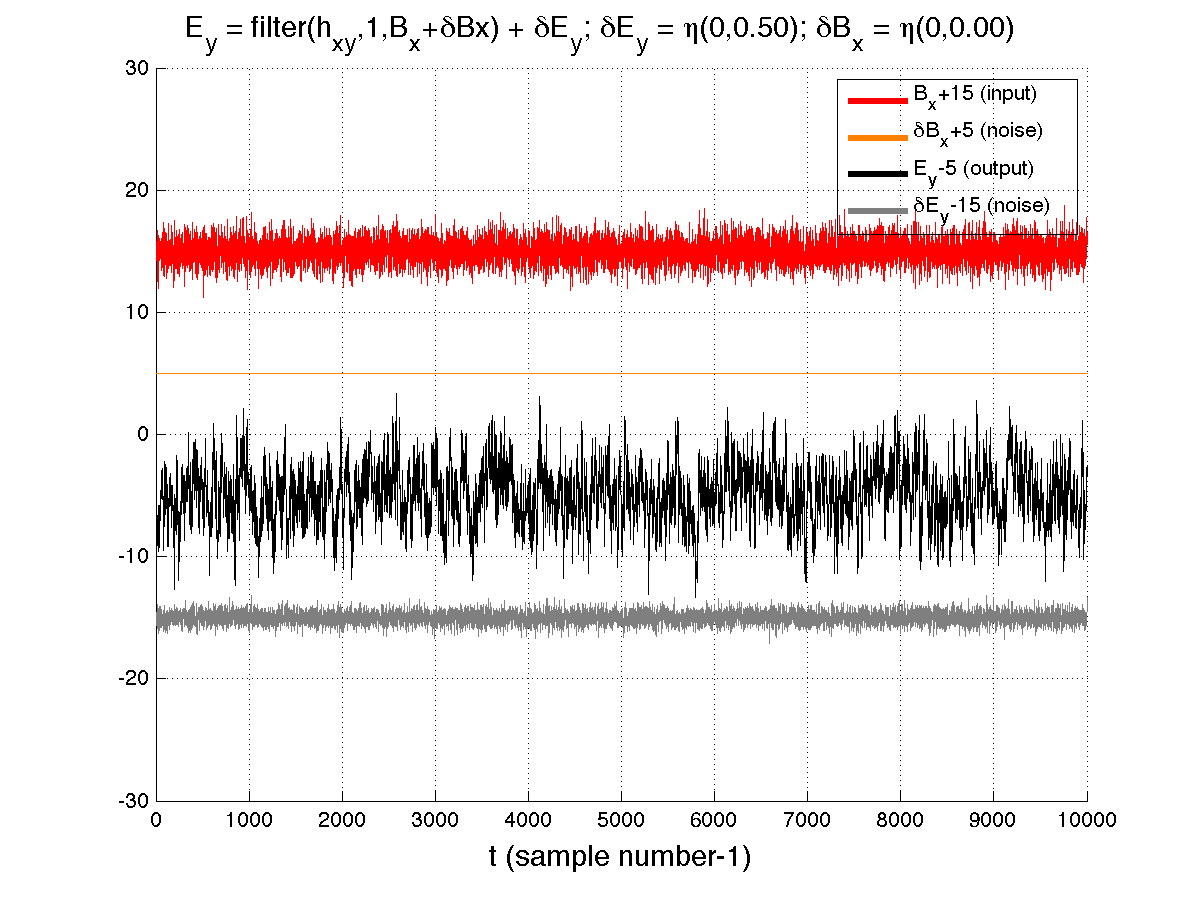 E_y = filter(h_xy,1,B_x+δBx) + δE_y; δE_y = η(0,0.50); δB_x = η(0,0.00)
30
B_x+15 (input)
δB_x+5 (noise)
E_y-5 (output)
δE_y-15 (noise)
20
10
0
-10
-20
-30
0 1000 2000 3000 4000 5000 6000 7000 8000 9000 10000
t (sample number-1)